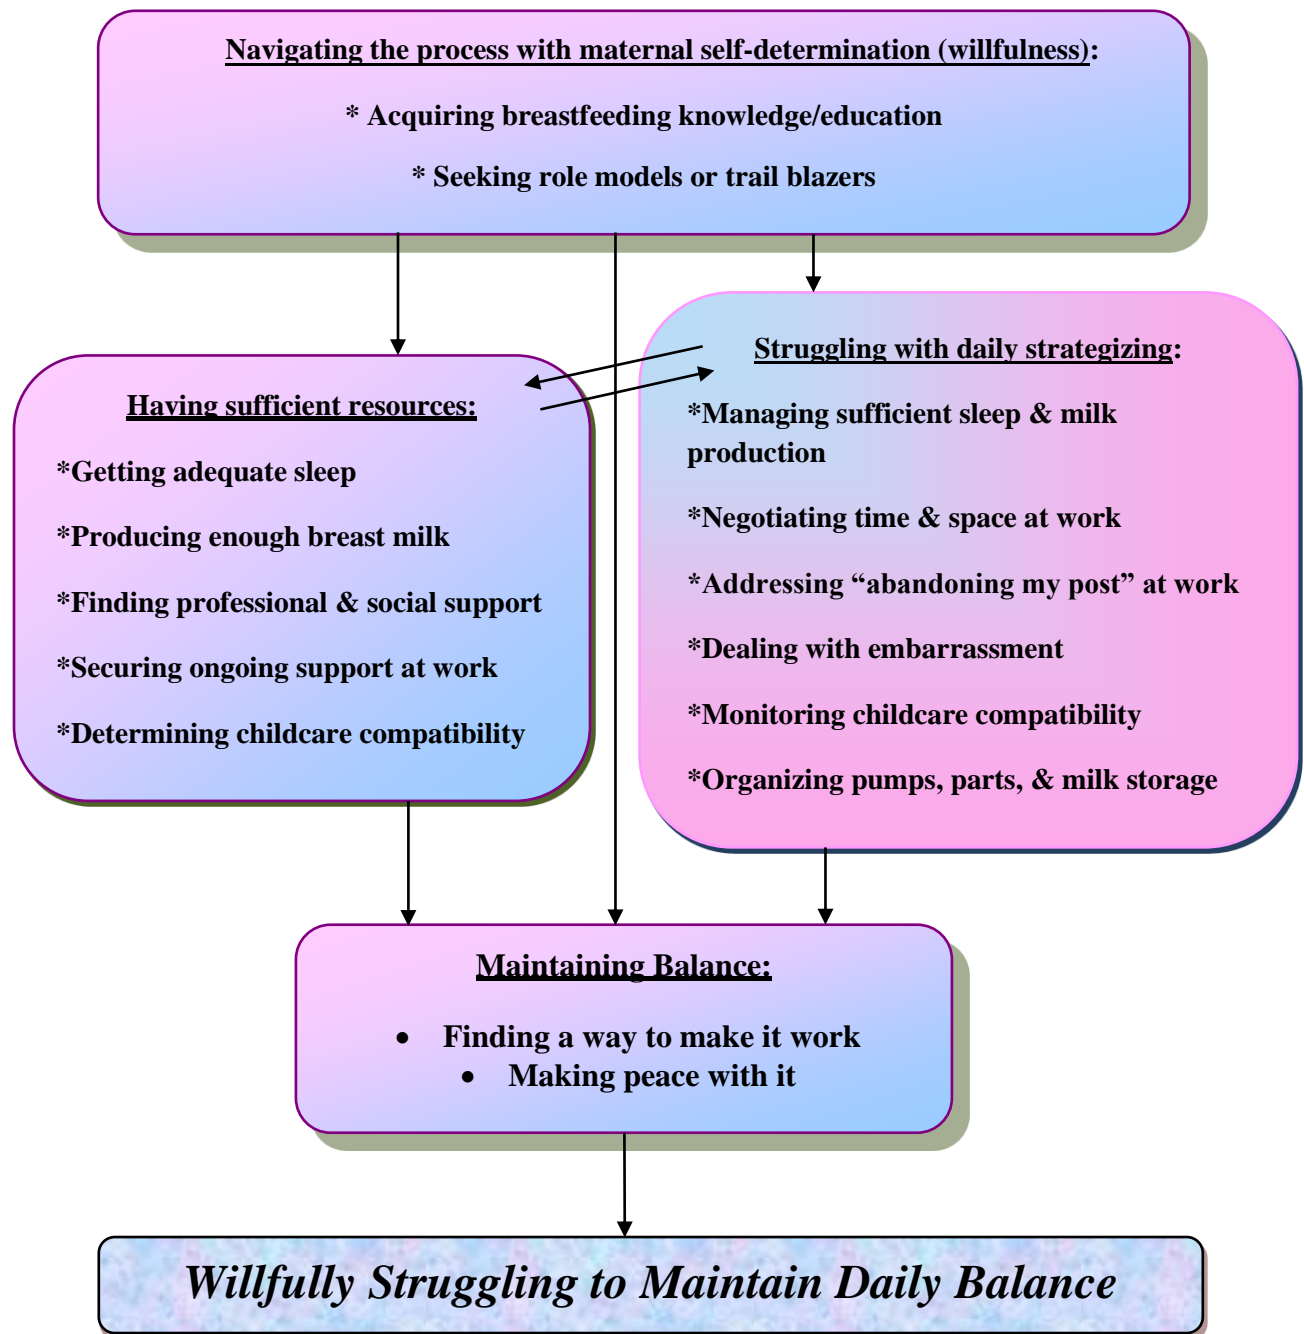 Navigating the process with maternal self-determination (willfulness):
* Acquiring breastfeeding knowledge/education
* Seeking role models or trail blazers
Having sufficient resources:
*Getting adequate sleep
*Producing enough breast milk
*Finding professional & social support
*Securing ongoing support at work
*Determining childcare compatibility
Struggling with daily strategizing:
*Managing sufficient sleep & milk
production
*Negotiating time & space at work
*Addressing “abandoning my post” at work
*Dealing with embarrassment
*Monitoring childcare compatibility
*Organizing pumps, parts, & milk storage
Maintaining Balance:
• Finding a way to make it work
• Making peace with it
Willfully Struggling to Maintain Daily Balance